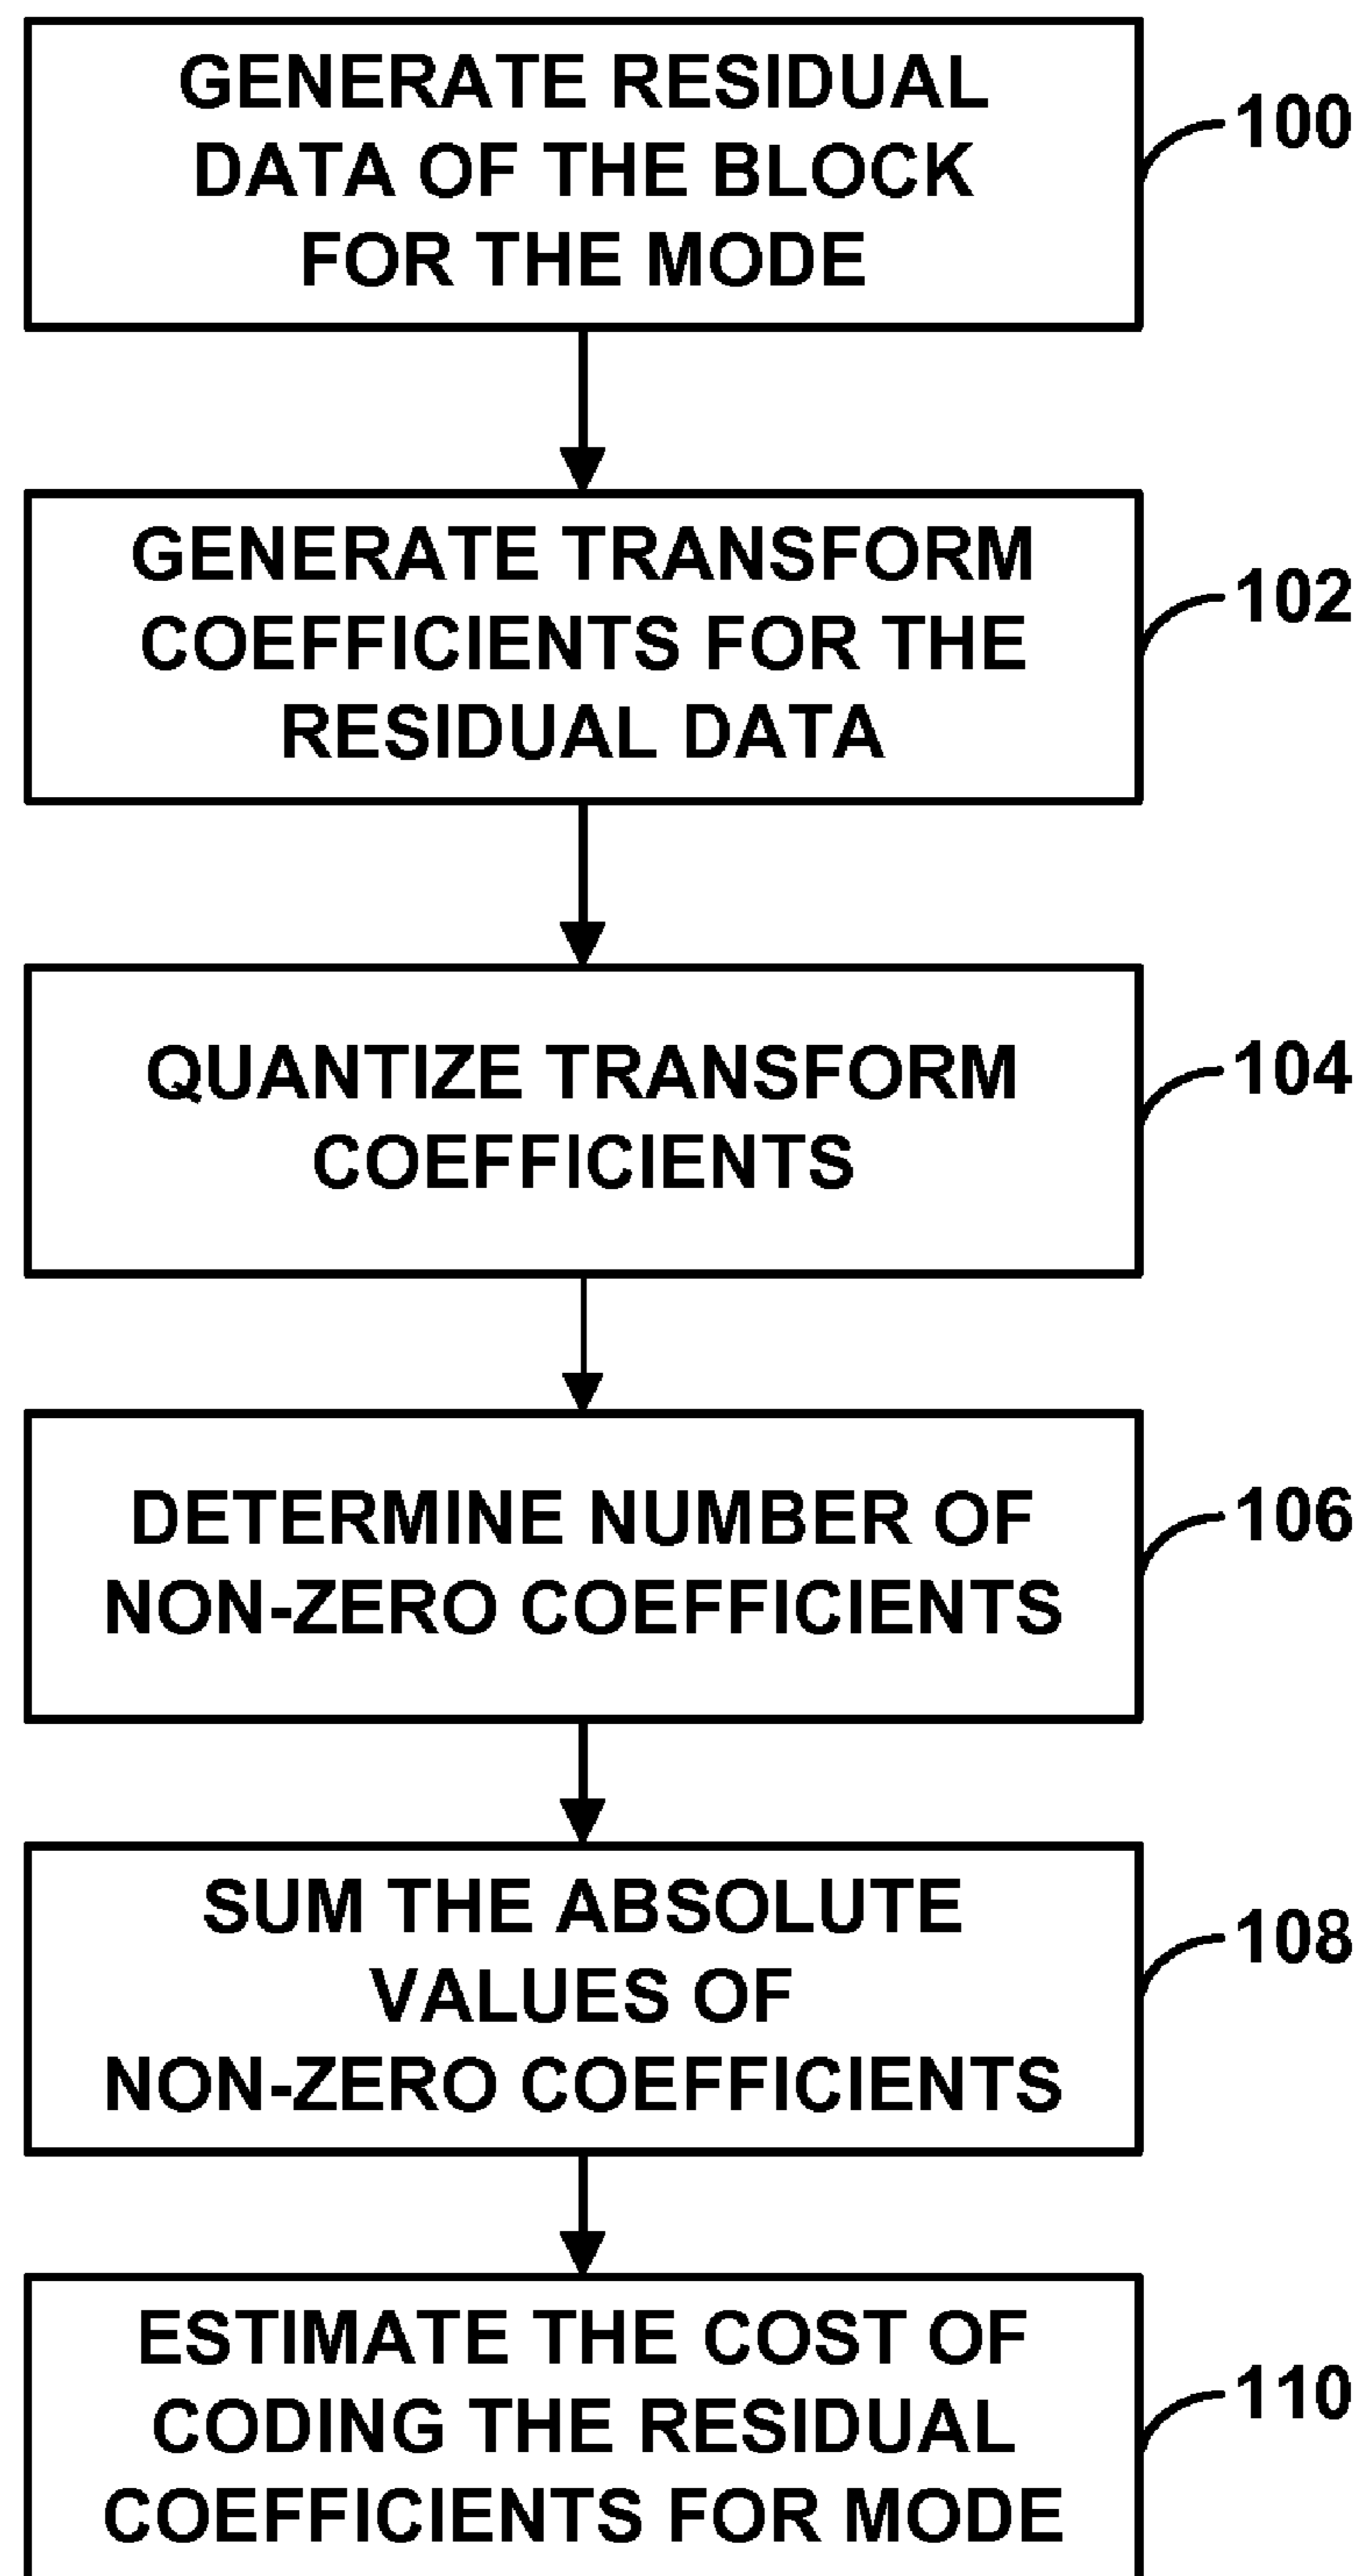 GENERATE RESIDUAL
DATA OF THE BLOCK
FOR THE MODE
100
GENERATE TRANSFORM
COEFFICIENTS FOR THE
RESIDUAL DATA
102
QUANTIZE TRANSFORM
COEFFICIENTS
104
DETERMINE NUMBER OF
NON-ZERO COEFFICIENTS
106
SUM THE ABSOLUTE
VALUES OF
NON-ZERO COEFFICIENTS
108
ESTIMATE THE COST OF
CODING THE RESIDUAL
COEFFICIENTS FOR MODE
110